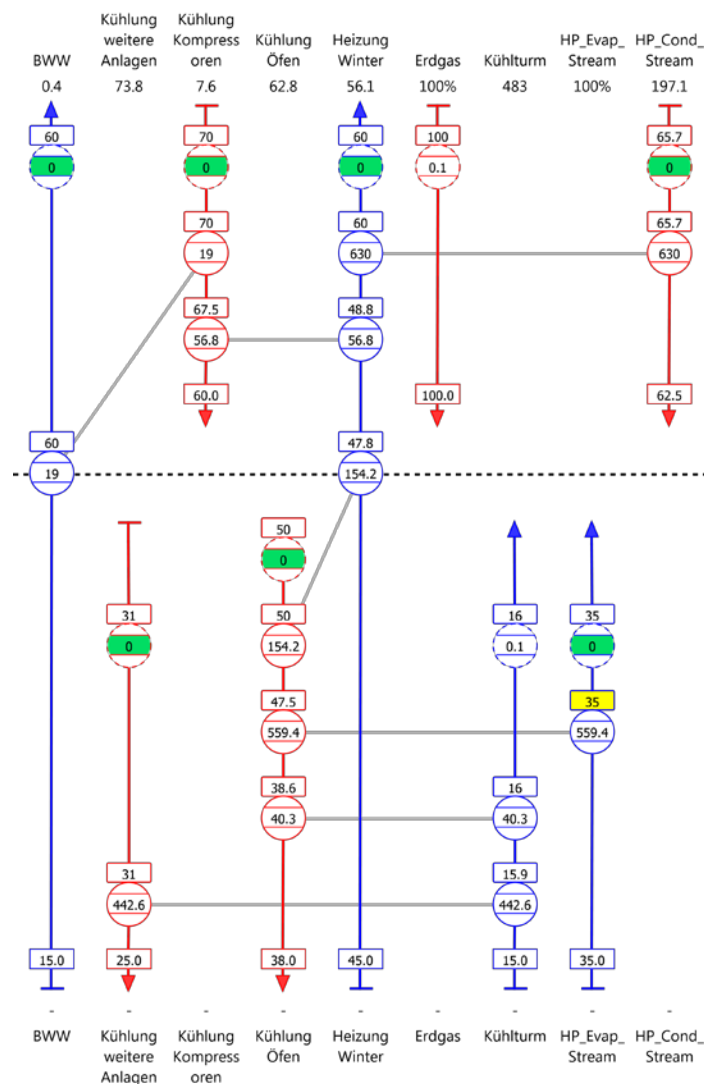 Kühlung
weitere
Anlagen
Kühlung
Kompress
oren
Kühlung
Öfen
Heizung
Winter
HP_Evap_
Stream
HP_Cond_
Stream
BWW
Erdgas
Kühlturm
0.4 73.8 7.6 62.8 56.1 100% 483 100% 197.1
60 70 60 100 65.7
0 0 0 0.1 0
70 60 65.7
19 630 630
67.5 48.8
56.8 56.8
60.0 100.0 62.5
60 47.8
19 154.2
50
0
31 50 16 35
0 154.2 0.1 0
47.5 35
559.4 559.4
38.6 16
40.3 40.3
31 15.9
442.6 442.6
15.0 25.0 38.0 45.0 15.0 35.0
- - - - - - - - -
BWW
Kühlung
weitere
Anlagen
Kühlung
Kompress
oren
Kühlung
Öfen
Heizung
Winter
Erdgas
Kühlturm
HP_Evap_
Stream
HP_Cond_
Stream